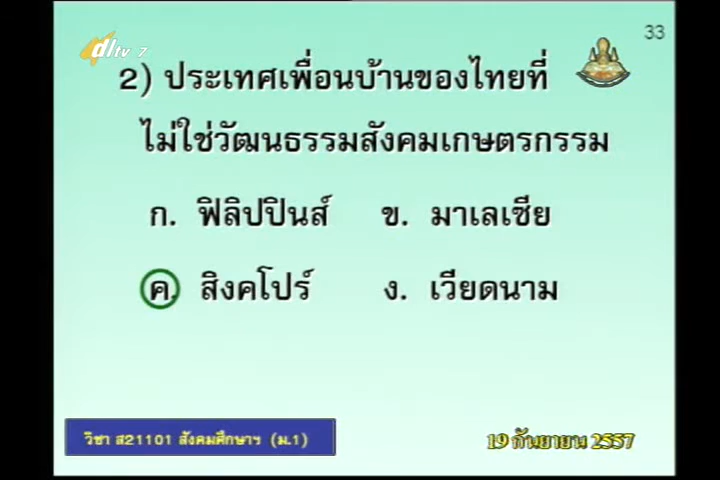 33
dltv 7
2) ประเทศเพื่อนบ้านของไทยที่
ไม่ใช่วัฒนธรรมสังคมเกษตรกรรม
ก. ฟิลิปปินส์ ข. มาเลเซีย
ค. สิงคโปร์ ง. เวียดนาม
วิชา ส21101 สังคมศึกษาฯ (ม.1)
19 กันยายน 2557